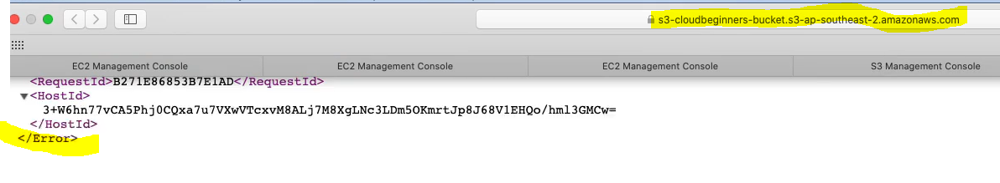 s3-cloudbeginners-bucket.s3-ap-southeast-2.amazonaws.com
EC2 Management Console EC2 Management Console EC2 Management Console S3 Management Console
<RequestId>B271E86853B7E1AD</RequestId>
▼<HostId>
3+W6hn77vCA5Phj0CQxa7u7VXwVTcxvM8ALj7M8XgLNc3LDm5OKmrtJp8J68V1EHQo/hml3GMCw=
</HostId>
</Error>